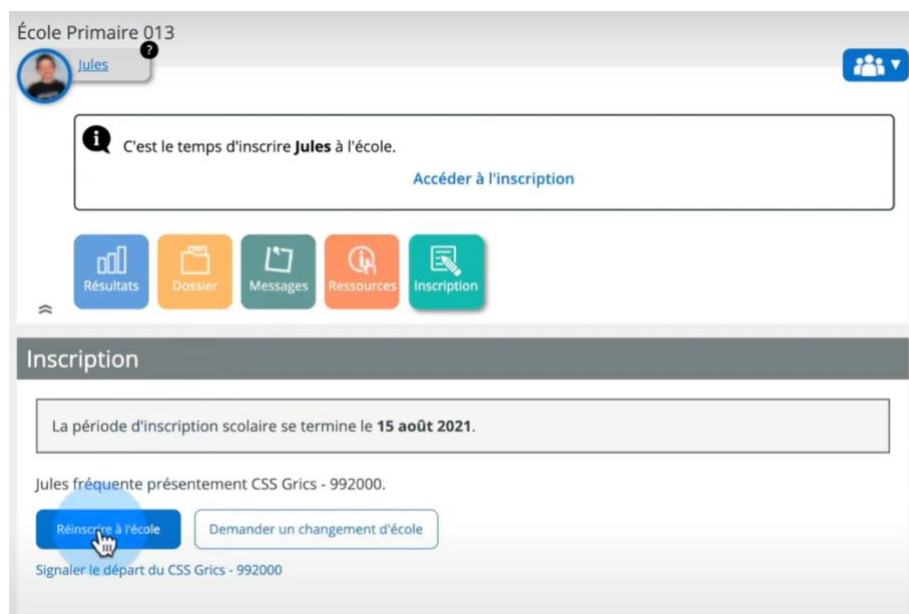 École Primaire 013
Jules
?
C'est le temps d'inscrire Jules à l'école.
Accéder à l'inscription
Résultats
Dossier
Messages
Ressources
Inscription
Inscription
La période d'inscription scolaire se termine le 15 août 2021.
Jules fréquente présentement CSS Grics - 992000.
Réinscrire à l'école
Demander un changement d'école
Signaler le départ du CSS Grics - 992000